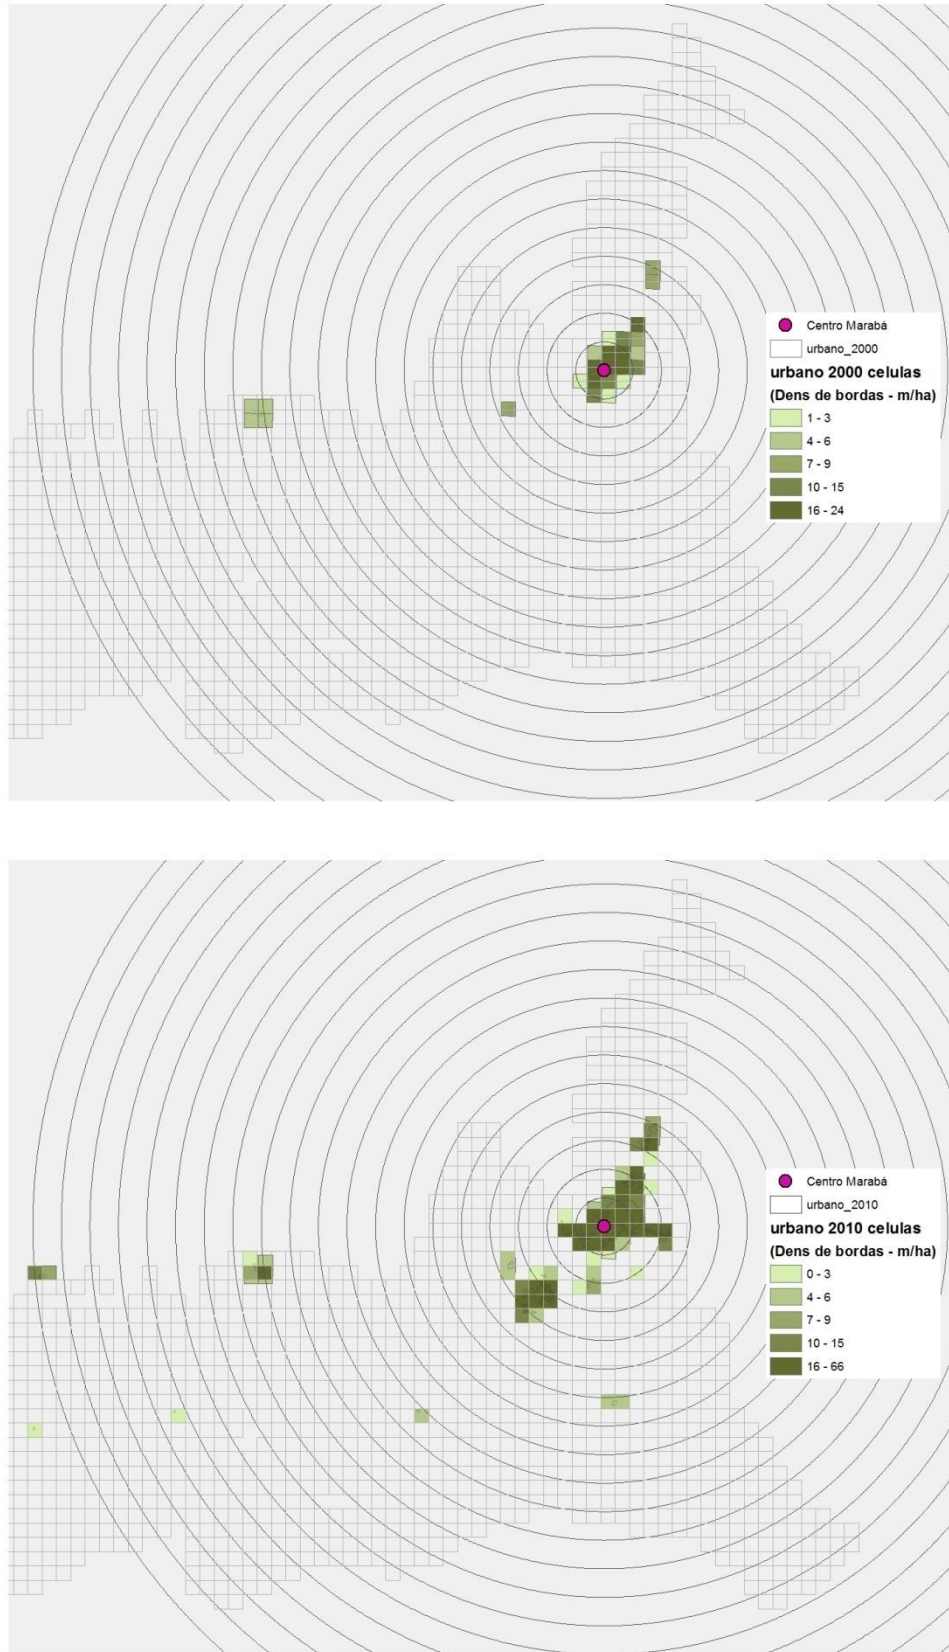 Centro Marabá
urbano_2000
urbano 2000 celulas
(Dens de bordas - m/ha)
1 - 3
4 - 6
7 - 9
10 - 15
16 - 24
Centro Marabá
urbano_2010
urbano 2010 celulas
(Dens de bordas - m/ha)
0 - 3
4 - 6
7 - 9
10 - 15
16 - 66